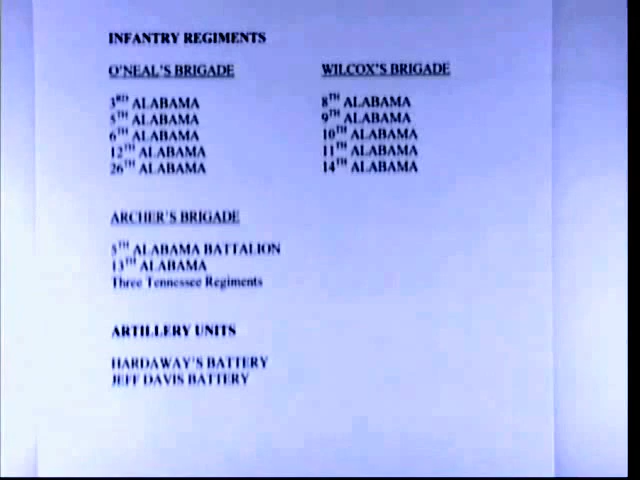 INFANTRY REGIMENTS
O'NEAL'S BRIGADE
3RD ALABAMA
5TH ALABAMA
6TH ALABAMA
12TH ALABAMA
26TH ALABAMA
WILCOX'S BRIGADE
8TH ALABAMA
9TH ALABAMA
10TH ALABAMA
11TH ALABAMA
14TH ALABAMA
ARCHER'S BRIGADE
5TH ALABAMA BATTALION
13TH ALABAMA
Three Tennessee Regiments
ARTILLERY UNITS
HARDAWAY'S BATTERY
JEFF DAVIS BATTERY